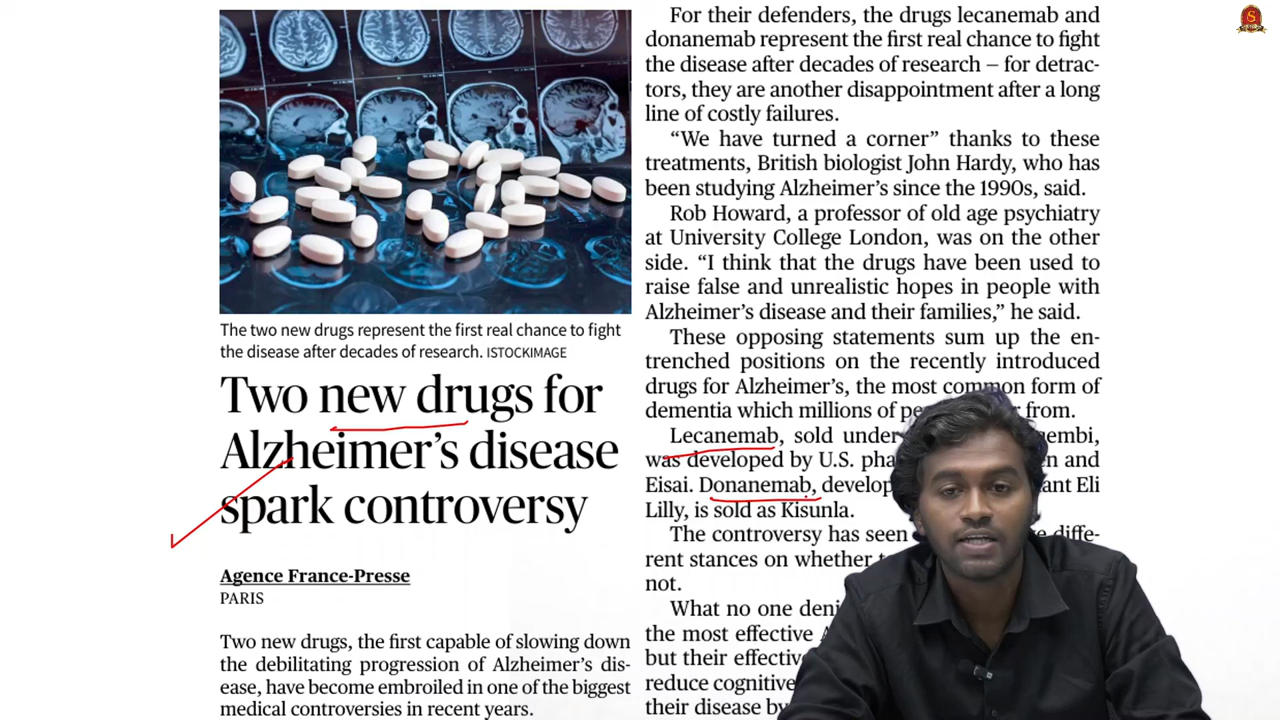 The two new drugs represent the first real chance to fight
the disease after decades of research. ISTOCKIMAGE
Two new drugs for
Alzheimer's disease
spark controversy
Agence France-Presse
PARIS
Two new drugs, the first capable of slowing down
the debilitating progression of Alzheimer's dis-
ease, have become embroiled in one of the biggest
medical controversies in recent years.
For their defenders, the drugs lecanemab and
donanemab represent the first real chance to fight
the disease after decades of research – for detrac-
tors, they are another disappointment after a long
line of costly failures.
“We have turned a corner” thanks to these
treatments, British biologist John Hardy, who has
been studying Alzheimer's since the 1990s, said.
Rob Howard, a professor of old age psychiatry
at University College London, was on the other
side. “I think that the drugs have been used to
raise false and unrealistic hopes in people with
Alzheimer's disease and their families,” he said.
These opposing statements sum up the en-
trenched positions on the recently introduced
drugs for Alzheimer's, the most common form of
dementia which millions of from.
Lecanemab, sold under
was developed by U.S. and
Eisai. Donanemab, Eli
Lilly, is sold as Kisunla.
The controversy has seen diffe-
rent stances on whether
not.
What no one
the most effective
but their
reduce cognitive
their disease by